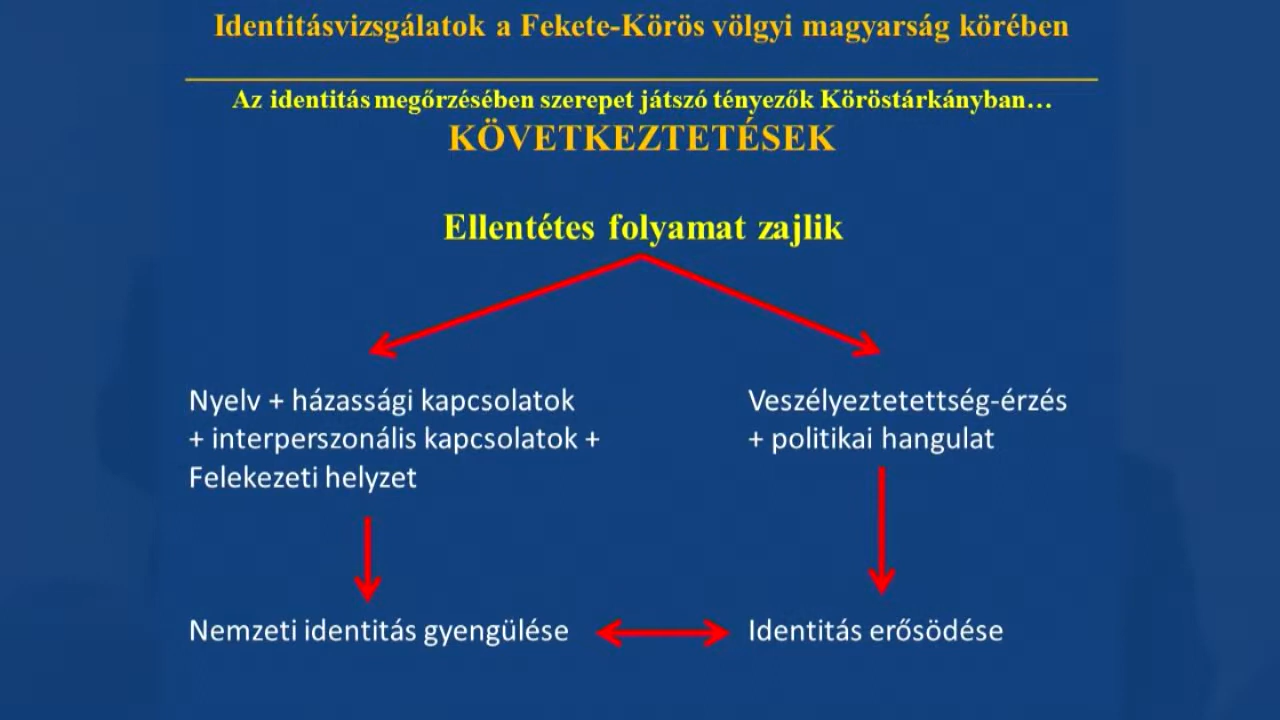 Identitásvizsgálatok a Fekete-Körös völgyi magyarság körében
Az identitás megőrzésében szerepet játszó tényezők Köröstárkányban…
KÖVETKEZTETÉSEK
Ellentétes folyamat zajlik
Nyelv + házassági kapcsolatok
+ interperszonális kapcsolatok +
Felekezeti helyzet
Veszélyeztetettség-érzés
+ politikai hangulat
Nemzeti identitás gyengülése
Identitás erősödése